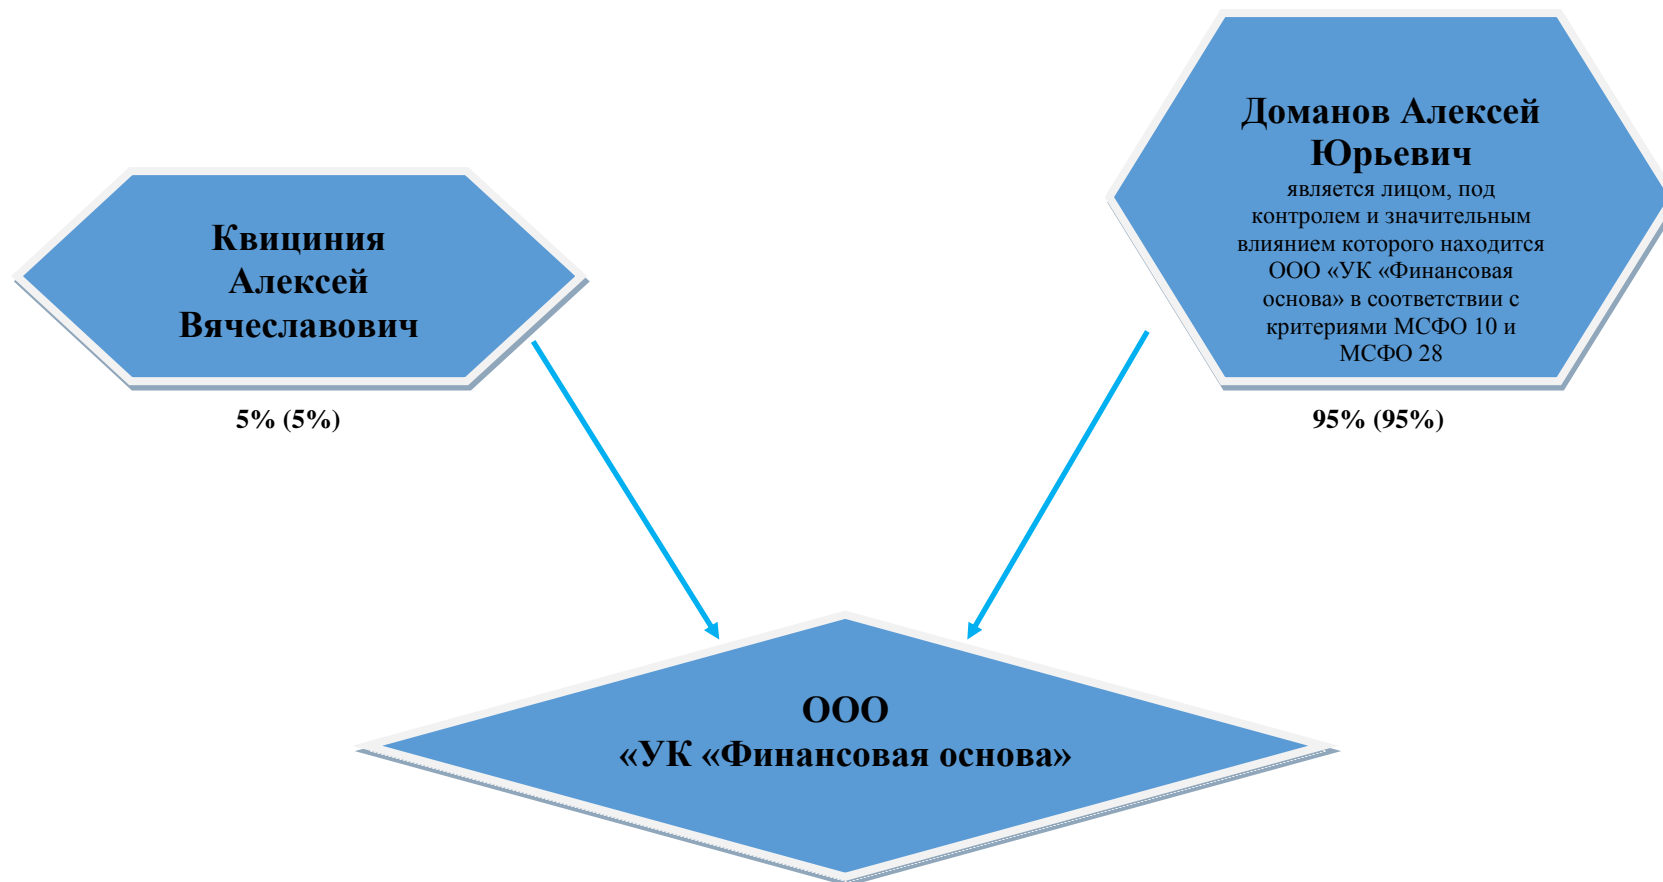 Квициния
Алексей
Вячеславович
5% (5%)
Доманов Алексей
Юрьевич
является лицом, под
контролем и значительным
влиянием которого находится
ООО «УК «Финансовая
основа» в соответствии с
критериями МСФО 10 и
МСФО 28
95% (95%)
ООО
«УК «Финансовая основа»